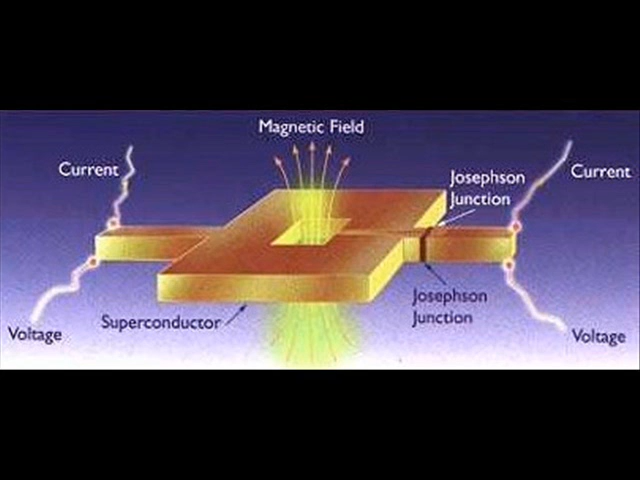 Magnetic Field
Current
Josephson
Junction
Current
Superconductor
Josephson
Junction
Voltage
Voltage